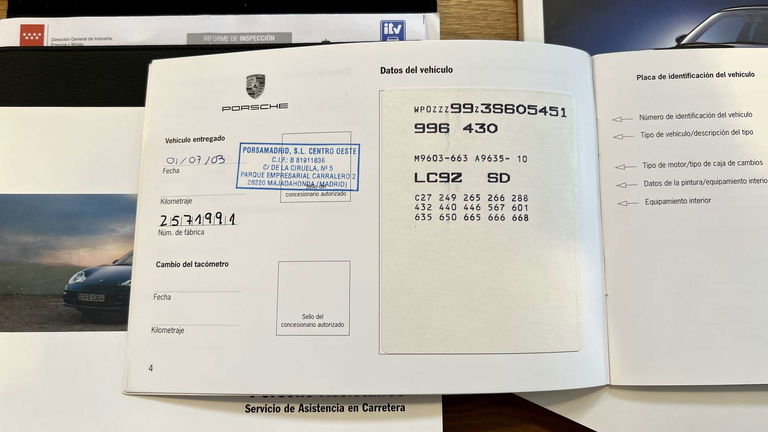 Dirección General de Industria,
Energía y Minas
INFORME DE INSPECCIÓN
itv
PORSCHE
Vehículo entregado
01/07/03
Fecha
PORSAMADRID, S.L. CENTRO OESTE
C.I.F.: B 81911836
C/ DE LA CIRUELA, Nº 5
PARQUE EMPRESARIAL CARRALERO 2
28220 MAJADAHONDA (MADRID)
Sello del
concesionario autorizado
Kilometraje
2571991
Núm. de fábrica
Cambio del tacómetro
Fecha
Kilometraje
Sello del
concesionario autorizado
4
Datos del vehículo
WP0ZZZ99Z3S605451
996 430
M9603-663 A9635- 10
LC9Z SD
C27 249 265 266 288
432 440 446 567 601
635 650 665 666 668
Placa de identificación del vehículo
Número de identificación del vehículo
Tipo de vehículo/descripción del tipo
Tipo de motor/tipo de caja de cambios
Datos de la pintura/equipamiento interio
Equipamiento interior
Servicio de Asistencia en Carretera